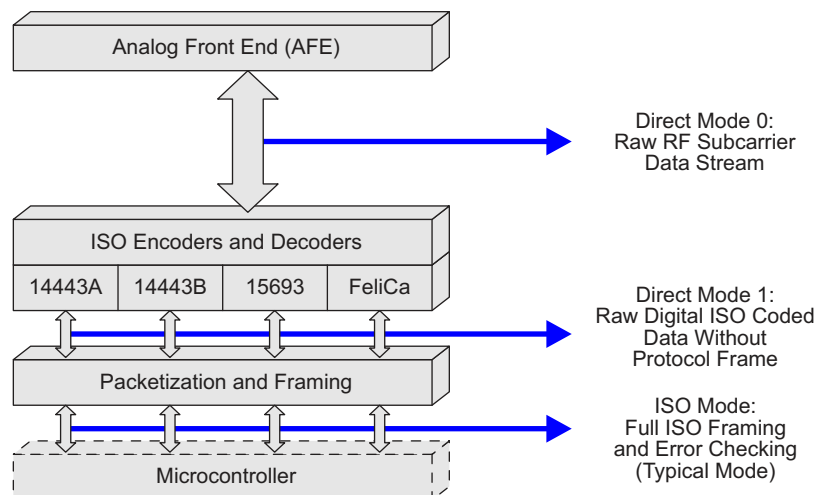 Analog Front End (AFE)
Direct Mode 0:
Raw RF Subcarrier
Data Stream
ISO Encoders and Decoders
14443A 14443B 15693 FeliCa
Direct Mode 1:
Raw Digital ISO Coded
Data Without
Protocol Frame
Packetization and Framing
ISO Mode:
Full ISO Framing
and Error Checking
(Typical Mode)
Microcontroller